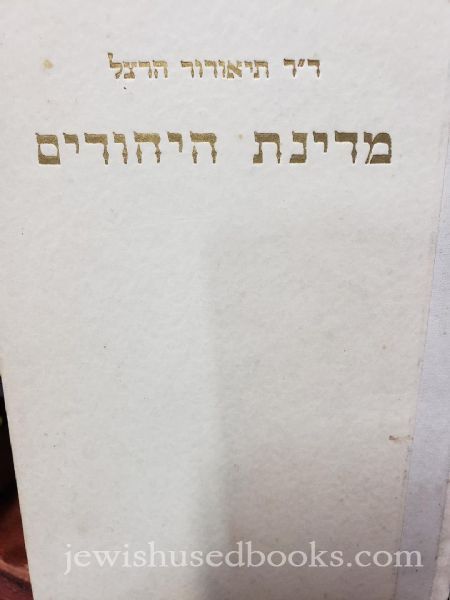 ד״ר תיאודור הרצל
מדינת היהודים
jewishusedbooks.com